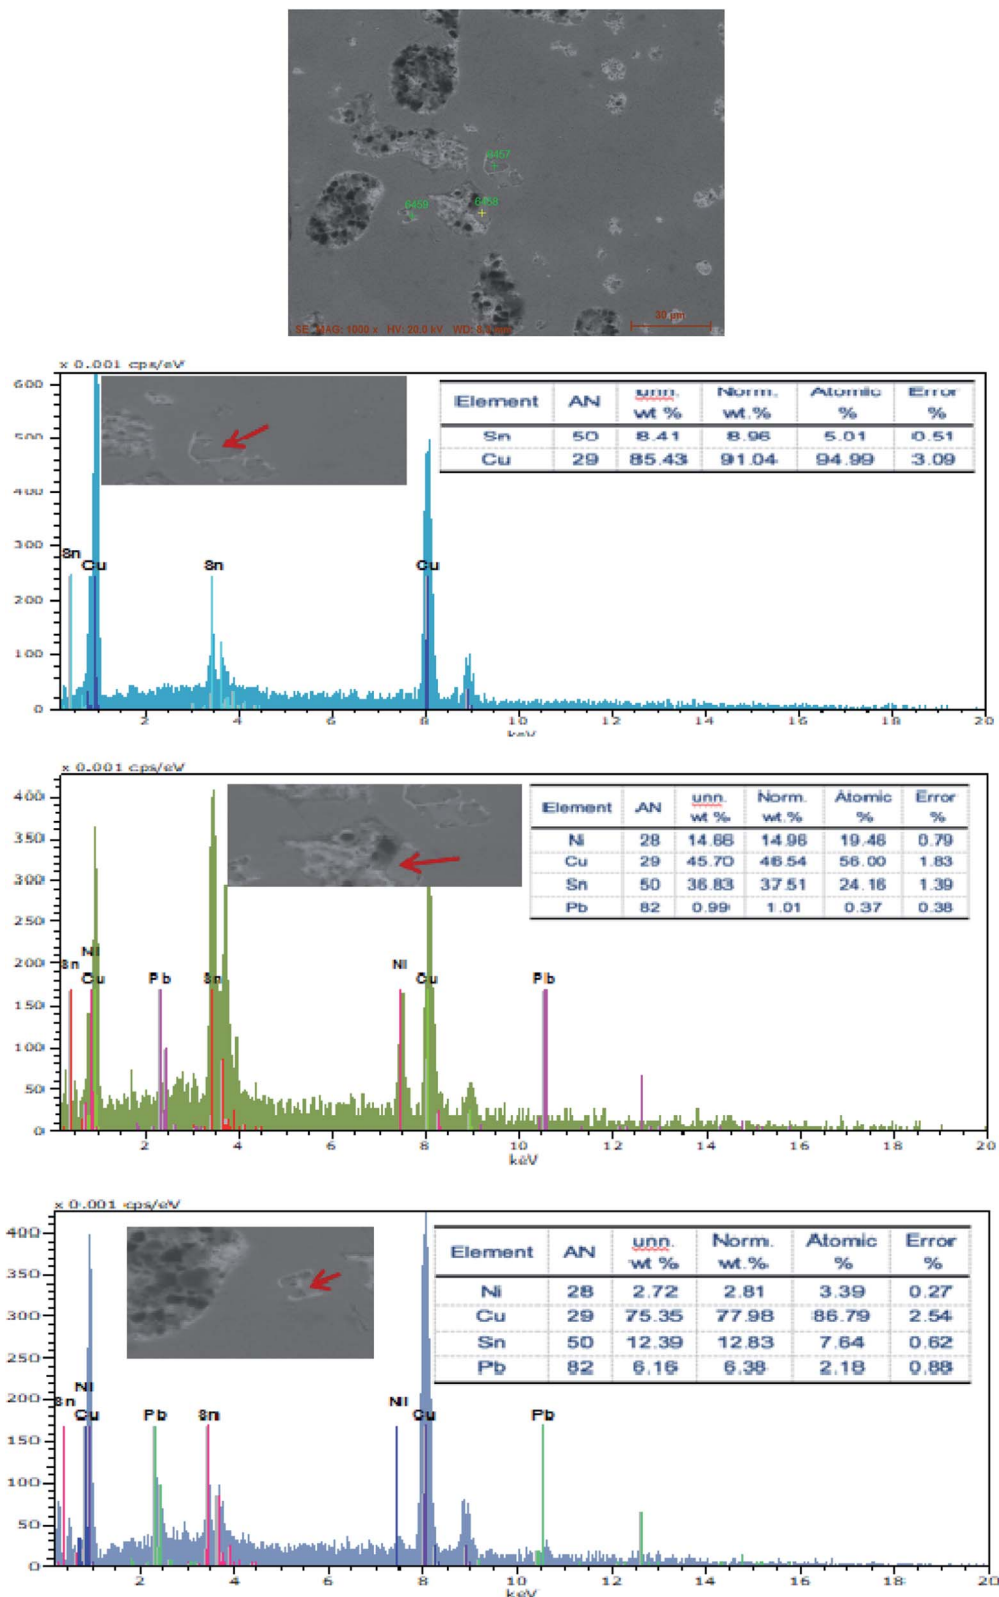 6457
6459 6458
SE MAG: 1000 x HV: 20.0 kV WD:
30 µm
x 0.001 cps/eV
Element AN unn. wt % Norm. wt.% Atomic % Error %
Sn 50 8.41 8.96 5.01 0.51
Cu 29 85.43 91.04 94.99 3.09
600
500
400
300
200
100
0
Sn
Cu
Sn
Cu
2 4 6 8 10 12 14 16 18 20
keV
x 0.001 cps/eV
Element AN unn. wt % Norm. wt.% Atomic % Error %
Ni 28 14.66 14.96 19.46 0.79
Cu 29 45.70 46.54 56.00 1.83
Sn 50 36.83 37.51 24.16 1.39
Pb 82 0.99 1.01 0.37 0.38
400
350
300
250
200
150
100
50
0
Ni
Sn
Cu
Pb
Sn
Ni
Cu
Pb
2 4 6 8 10 12 14 16 18 20
keV
x 0.001 cps/eV
Element AN unn. wt % Norm. wt.% Atomic % Error %
Ni 28 2.72 2.81 3.39 0.27
Cu 29 75.35 77.98 86.79 2.54
Sn 50 12.39 12.83 7.64 0.62
Pb 82 6.16 6.38 2.18 0.88
400
350
300
250
200
150
100
50
0
Ni
Sn
Cu
Pb
Sn
Ni
Cu
Pb
2 4 6 8 10 12 14 16 18 20
keV